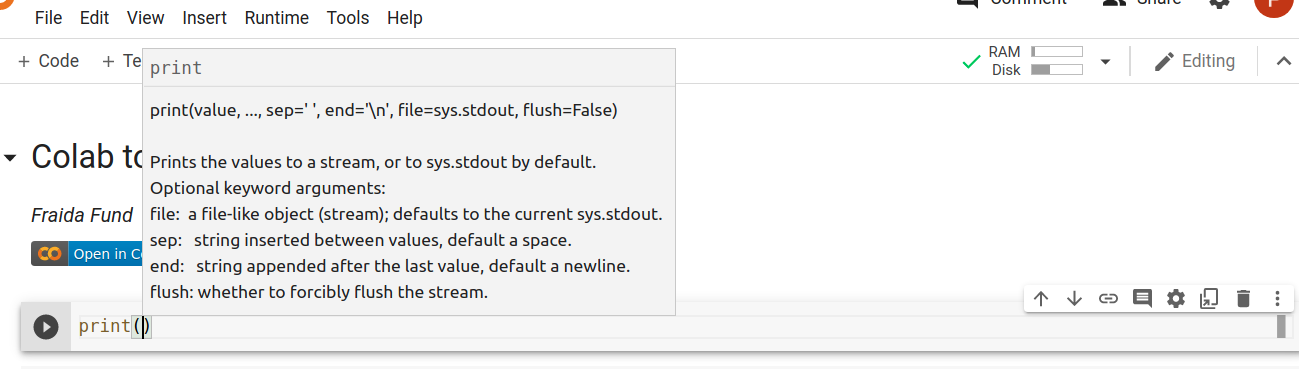 Comment Share
File Edit View Insert Runtime Tools Help
+ Code + Te
RAM
Disk
Editing
print
print(value, ..., sep=' ', end='\n', file=sys.stdout, flush=False)
Prints the values to a stream, or to sys.stdout by default.
Optional keyword arguments:
file:  a file-like object (stream); defaults to the current sys.stdout.
sep:   string inserted between values, default a space.
end:   string appended after the last value, default a newline.
flush: whether to forcibly flush the stream.
Colab to
Fraida Fund
Open in C
print()